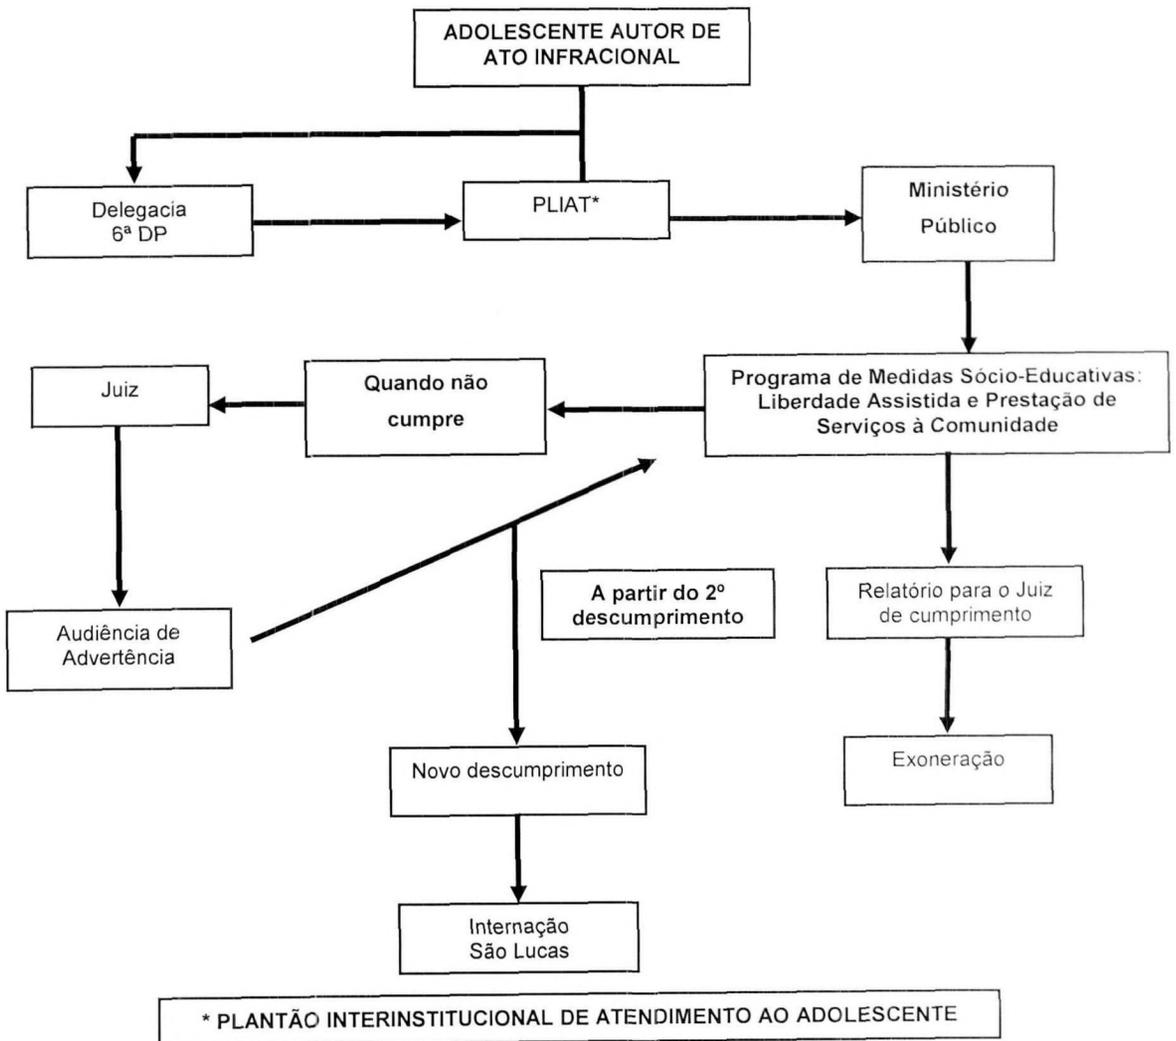 ADOLESCENTE AUTOR DE
ATO INFRACIONAL
Delegacia
6ª DP
PLIAT*
Ministério
Público
Juiz
Quando não
cumpre
Programa de Medidas Sócio-Educativas:
Liberdade Assistida e Prestação de
Serviços à Comunidade
Audiência de
Advertência
A partir do 2º
descumprimento
Relatório para o Juiz
de cumprimento
Novo descumprimento
Exoneração
Internação
São Lucas
* PLANTÃO INTERINSTITUCIONAL DE ATENDIMENTO AO ADOLESCENTE